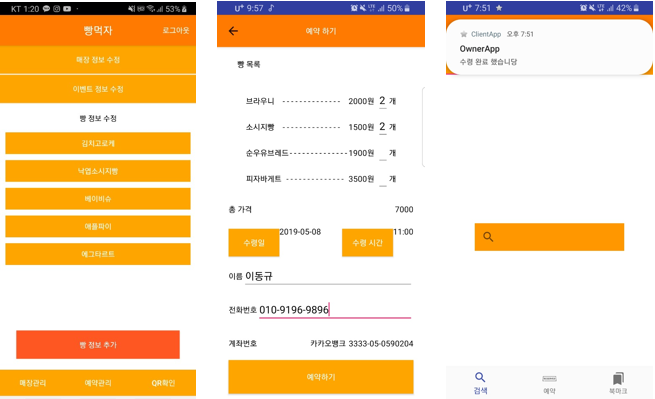 KT 1:20 53%
빵먹자 로그아웃
매장 정보 수정
이벤트 정보 수정
빵 정보 수정
김치고로케
낙엽소시지빵
베이비슈
애플파이
에그타르트
빵 정보 추가
매장관리 예약관리 QR확인
U+ 9:57 LTE 50%
예약 하기
빵 목록
브라우니 -------------- 2000원 2 개
소시지빵 -------------- 1500원 2 개
순우유브레드-------------- 1900원 개
피자바게트 -------------- 3500원 개
총 가격 7000
수령일 2019-05-08 수령 시간 11:00
이름 이동규
전화번호 010-9196-9896
계좌번호 카카오뱅크 3333-05-0590204
예약하기
U+ 7:51 LTE 42%
ClientApp 오후 7:51
OwnerApp
수령 완료 했습니당
검색 예약 북마크